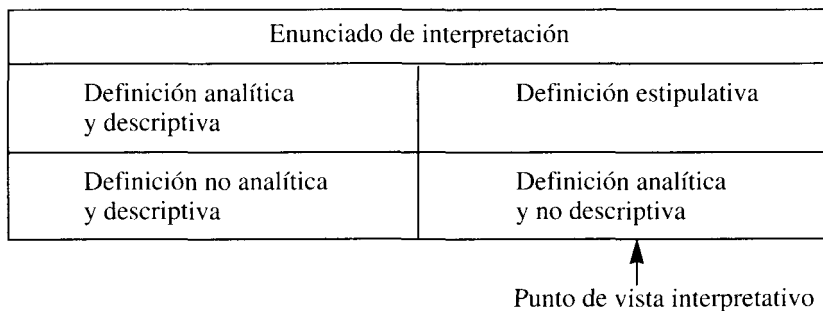 Enunciado de interpretación
Definición analítica
y descriptiva
Definición estipulativa
Definición no analítica
y descriptiva
Definición analítica
y no descriptiva
Punto de vista interpretativo